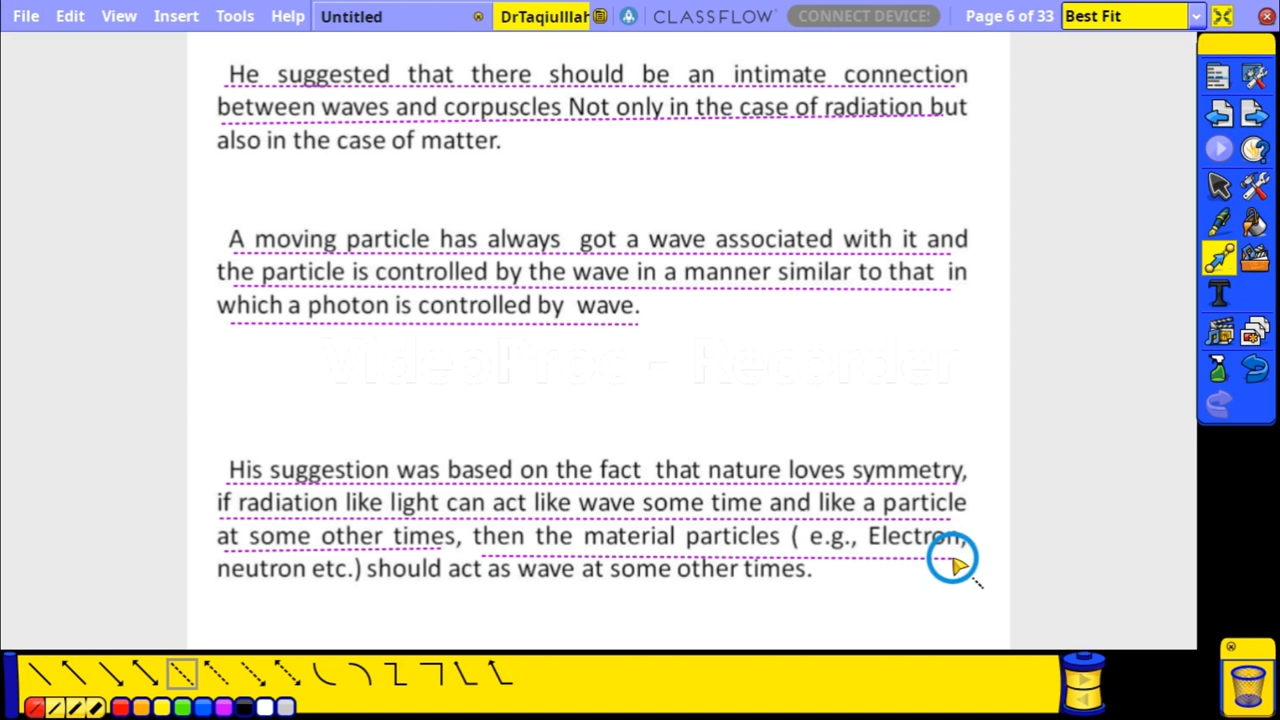 File Edit View Insert Tools Help Untitled DrTaqiulllah CLASSFLOW CONNECT DEVICE! Page 6 of 33 Best Fit
He suggested that there should be an intimate connection
between waves and corpuscles Not only in the case of radiation but
also in the case of matter.
A moving particle has always got a wave associated with it and
the particle is controlled by the wave in a manner similar to that in
which a photon is controlled by wave.
VideoProc - Recorder
His suggestion was based on the fact that nature loves symmetry,
if radiation like light can act like wave some time and like a particle
at some other times, then the material particles ( e.g., Electron,
neutron etc.) should act as wave at some other times.